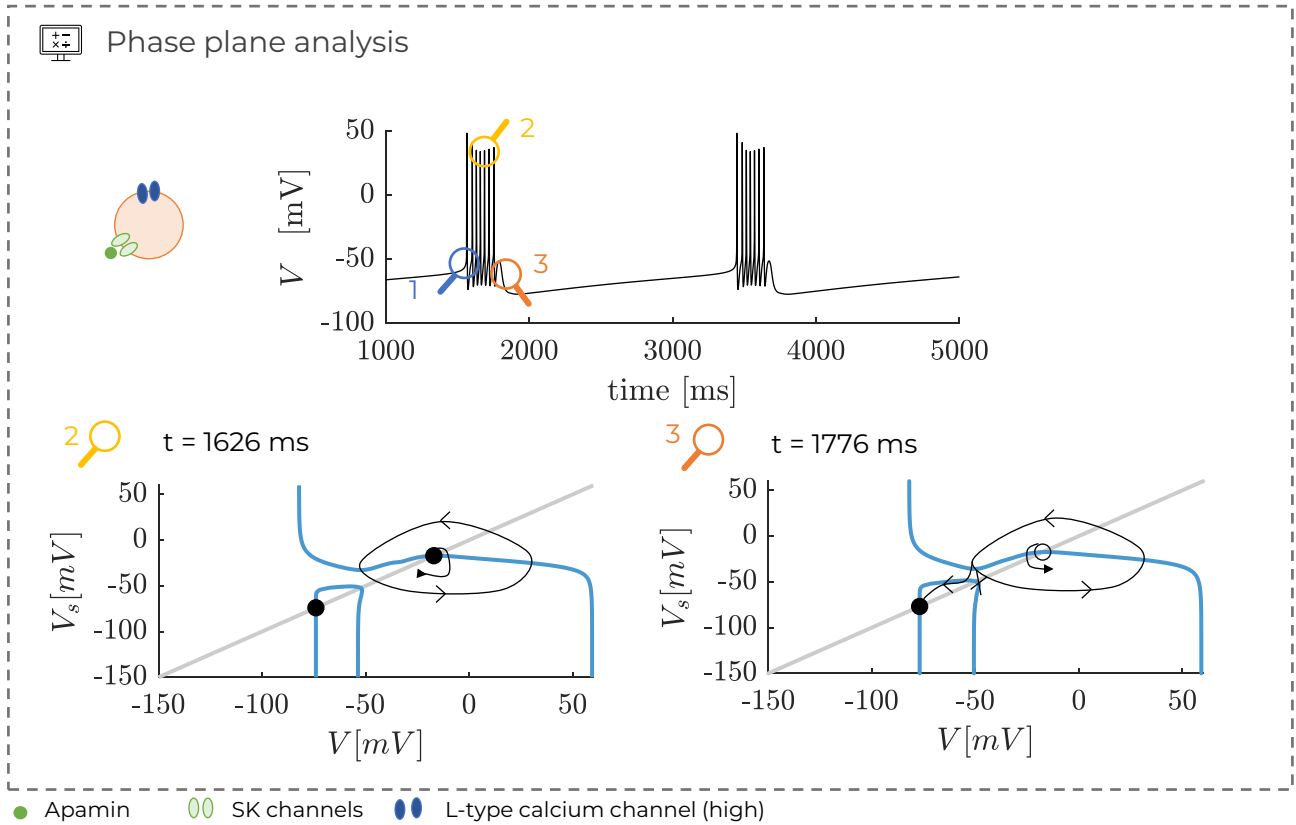 + -
× ÷
Phase plane analysis
50
0
-50
-100
V [mV]
1
2
3
1000 2000 3000 4000 5000
time [ms]
2 t = 1626 ms
50
0
-50
-100
-150
V_s[mV]
-150 -100 -50 0 50
V[mV]
3 t = 1776 ms
50
0
-50
-100
-150
V_s[mV]
-150 -100 -50 0 50
V[mV]
Apamin SK channels L-type calcium channel (high)